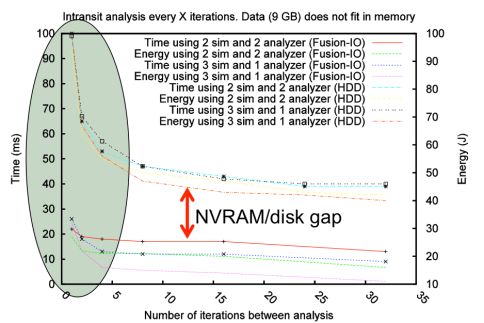 Intransit analysis every X iterations. Data (9 GB) does not fit in memory
Time using 2 sim and 2 analyzer (Fusion-IO)
Energy using 2 sim and 2 analyzer (Fusion-IO)
Time using 3 sim and 1 analyzer (Fusion-IO)
Energy using 3 sim and 1 analyzer (Fusion-IO)
Time using 2 sim and 2 analyzer (HDD)
Energy using 2 sim and 2 analyzer (HDD)
Time using 3 sim and 1 analyzer (HDD)
Energy using 3 sim and 1 analyzer (HDD)
100
90
80
70
60
50
40
30
20
10
0
Time (ms)
100
90
80
70
60
50
40
30
20
10
Energy (J)
NVRAM/disk gap
0
5
10
15
20
25
30
35
Number of iterations between analysis